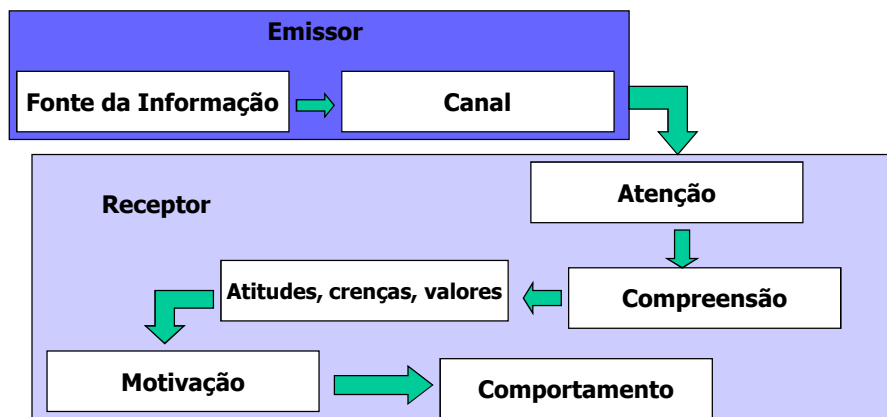 Emissor
Fonte da Informação
Canal
Receptor
Atenção
Compreensão
Atitudes, crenças, valores
Motivação
Comportamento